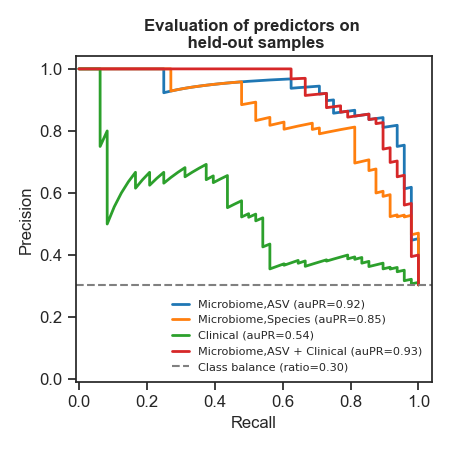 Evaluation of predictors on
held-out samples
Precision
1.0
0.8
0.6
0.4
0.2
0.0
Microbiome,ASV (auPR=0.92)
Microbiome,Species (auPR=0.85)
Clinical (auPR=0.54)
Microbiome,ASV + Clinical (auPR=0.93)
Class balance (ratio=0.30)
0.0 0.2 0.4 0.6 0.8 1.0
Recall